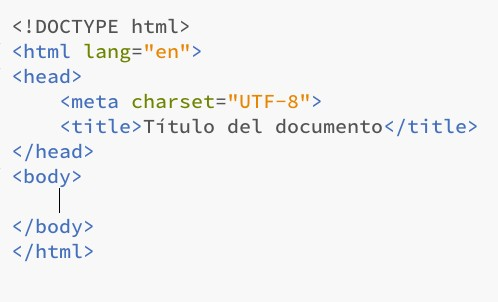 <!DOCTYPE html>
<html lang="en">
<head>
    <meta charset="UTF-8">
    <title>Título del documento</title>
</head>
<body>

</body>
</html>